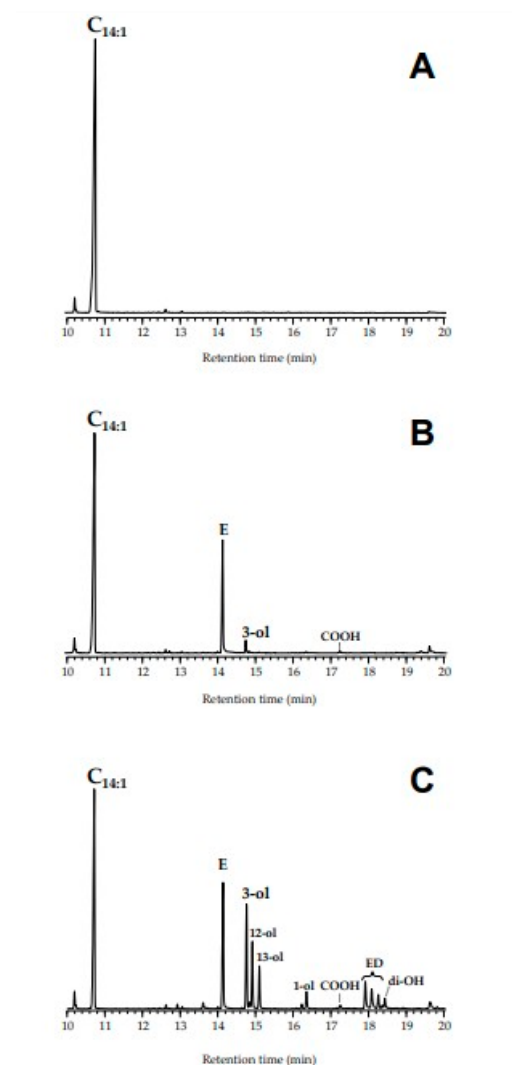 C14:1
A
10 11 12 13 14 15 16 17 18 19 20
Retention time (min)
C14:1
B
E
3-ol
COOH
10 11 12 13 14 15 16 17 18 19 20
Retention time (min)
C14:1
C
E
3-ol
12-ol
13-ol
ED
1-ol COOH di-OH
10 11 12 13 14 15 16 17 18 19 20
Retention time (min)